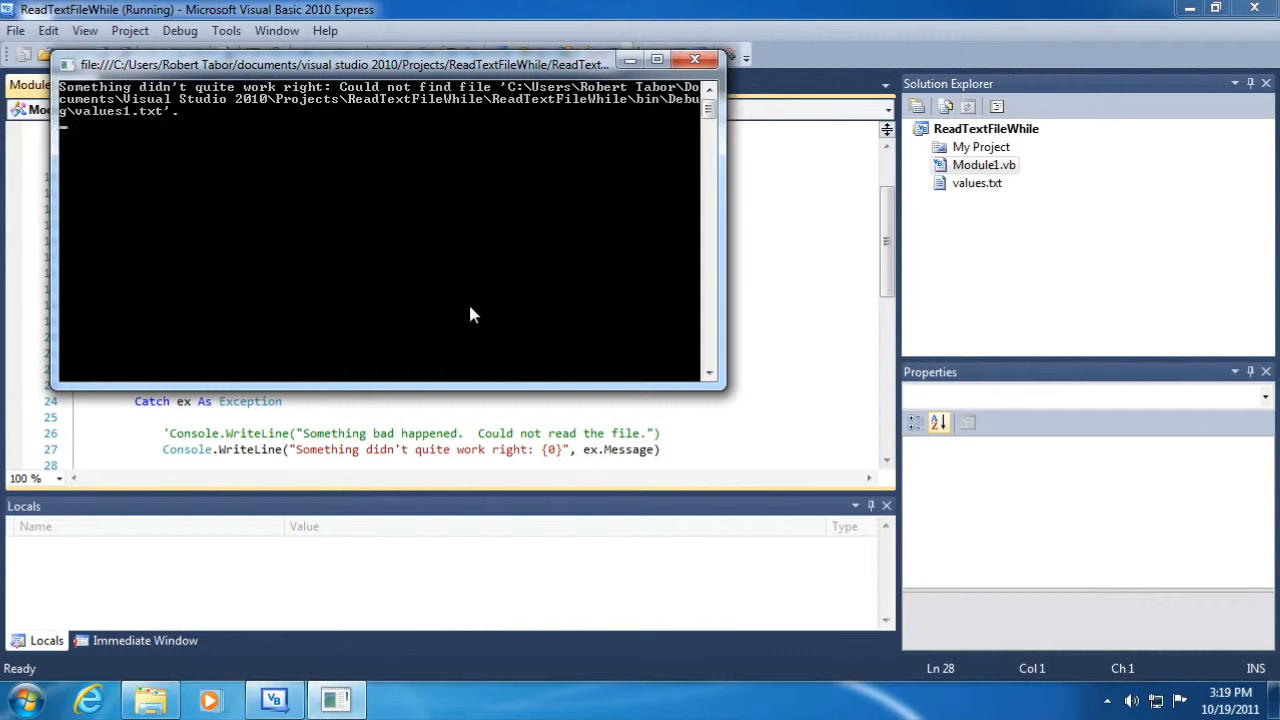 ReadTextFileWhile (Running) - Microsoft Visual Basic 2010 Express
File Edit View Project Debug Tools Window Help
file:///C:/Users/Robert Tabor/documents/visual studio 2010/Projects/ReadTextFileWhile/ReadText...
Something didn't quite work right: Could not find file 'C:\Users\Robert Tabor\Do
cuments\Visual Studio 2010\Projects\ReadTextFileWhile\ReadTextFileWhile\bin\Debu
g\values1.txt'.
Module
Mod
24 Catch ex As Exception
25
26 'Console.WriteLine("Something bad happened.  Could not read the file.")
27 Console.WriteLine("Something didn't quite work right: {0}", ex.Message)
28
100 %
Solution Explorer
ReadTextFileWhile
My Project
Module1.vb
values.txt
Properties
Locals
Name Value Type
Locals Immediate Window
Ready Ln 28 Col 1 Ch 1 INS
3:19 PM
10/19/2011